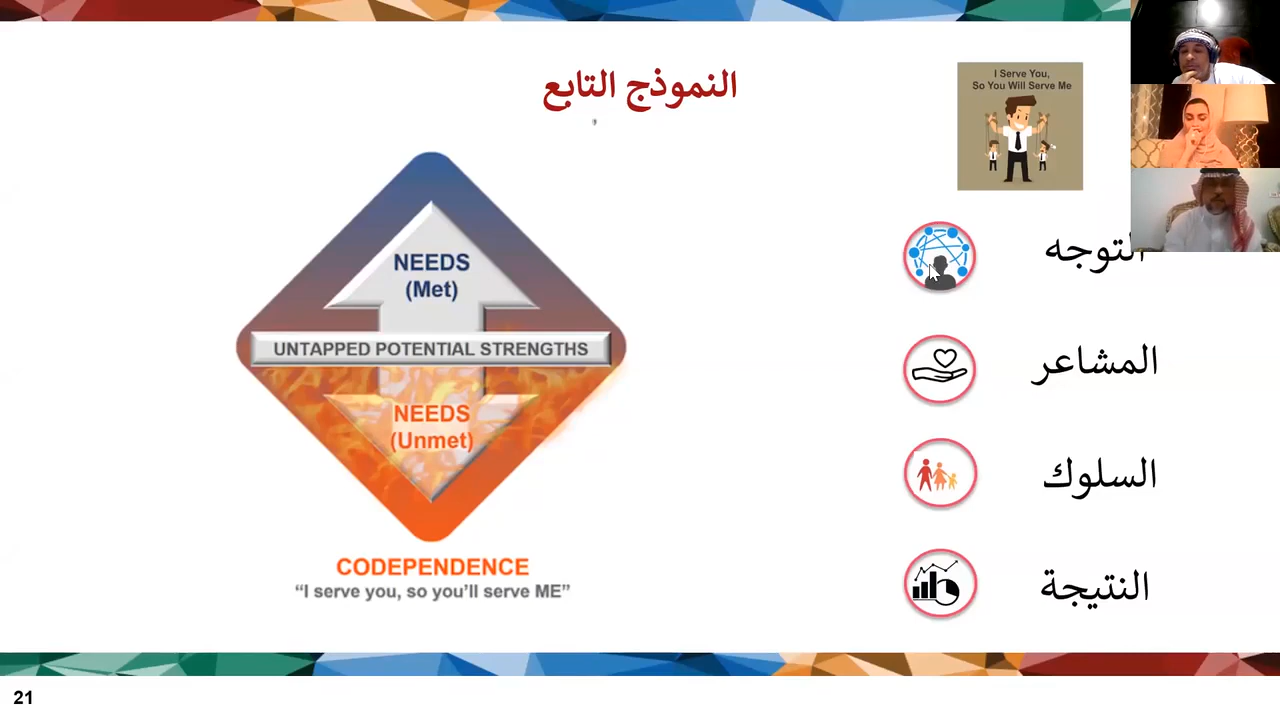 النموذج التابع
I Serve You,
So You Will Serve Me
NEEDS
(Met)
UNTAPPED POTENTIAL STRENGTHS
NEEDS
(Unmet)
CODEPENDENCE
“I serve you, so you’ll serve ME”
التوجه
المشاعر
السلوك
النتيجة
21